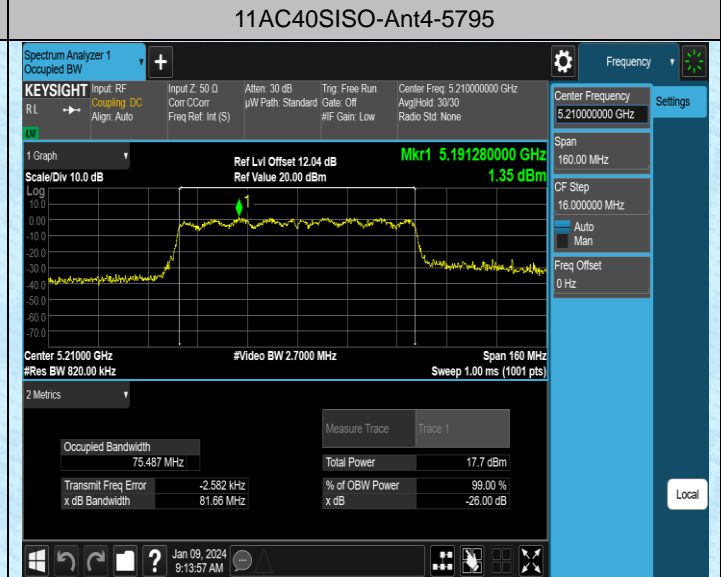 11AC40SISO-Ant4-5795
Spectrum Analyzer 1
Occupied BW
+
Frequency
KEYSIGHT
RL
Input: RF
Coupling: DC
Align: Auto
Input Z: 50 Ω
Corr CCorr
Freq Ref: Int (S)
Atten: 30 dB
µW Path: Standard
Trig: Free Run
Gate: Off
#IF Gain: Low
Center Freq: 5.210000000 GHz
Avg|Hold: 30/30
Radio Std: None
1 Graph
Scale/Div 10.0 dB
Ref Lvl Offset 12.04 dB
Ref Value 20.00 dBm
Mkr1 5.191280000 GHz
1.35 dBm
Log
10.0
0.00
-10.0
-20.0
-30.0
-40.0
-50.0
-60.0
-70.0
1
Center 5.21000 GHz
#Res BW 820.00 kHz
#Video BW 2.7000 MHz
Span 160 MHz
Sweep 1.00 ms (1001 pts)
2 Metrics
Measure Trace
Trace 1
Occupied Bandwidth
75.487 MHz
Total Power
17.7 dBm
Transmit Freq Error
-2.582 kHz
% of OBW Power
99.00 %
x dB Bandwidth
81.66 MHz
x dB
-26.00 dB
Center Frequency
5.210000000 GHz
Settings
Span
160.00 MHz
CF Step
16.000000 MHz
Auto
Man
Freq Offset
0 Hz
Local
?
Jan 09, 2024
9:13:57 AM